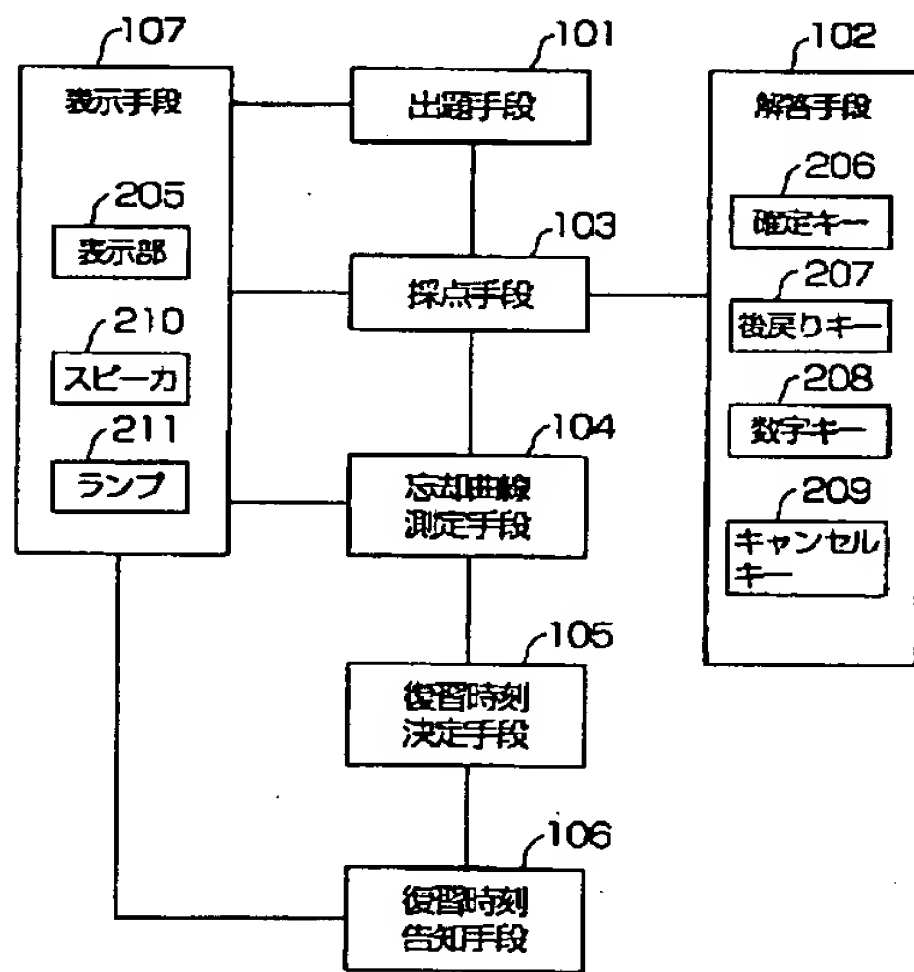 107
表示手段
205
表示部
210
スピーカ
211
ランプ
101
出題手段
103
採点手段
104
忘却曲線
測定手段
105
復習時刻
決定手段
106
復習時刻
告知手段
102
解答手段
206
確定キー
207
後戻りキー
208
数字キー
209
キャンセル
キー